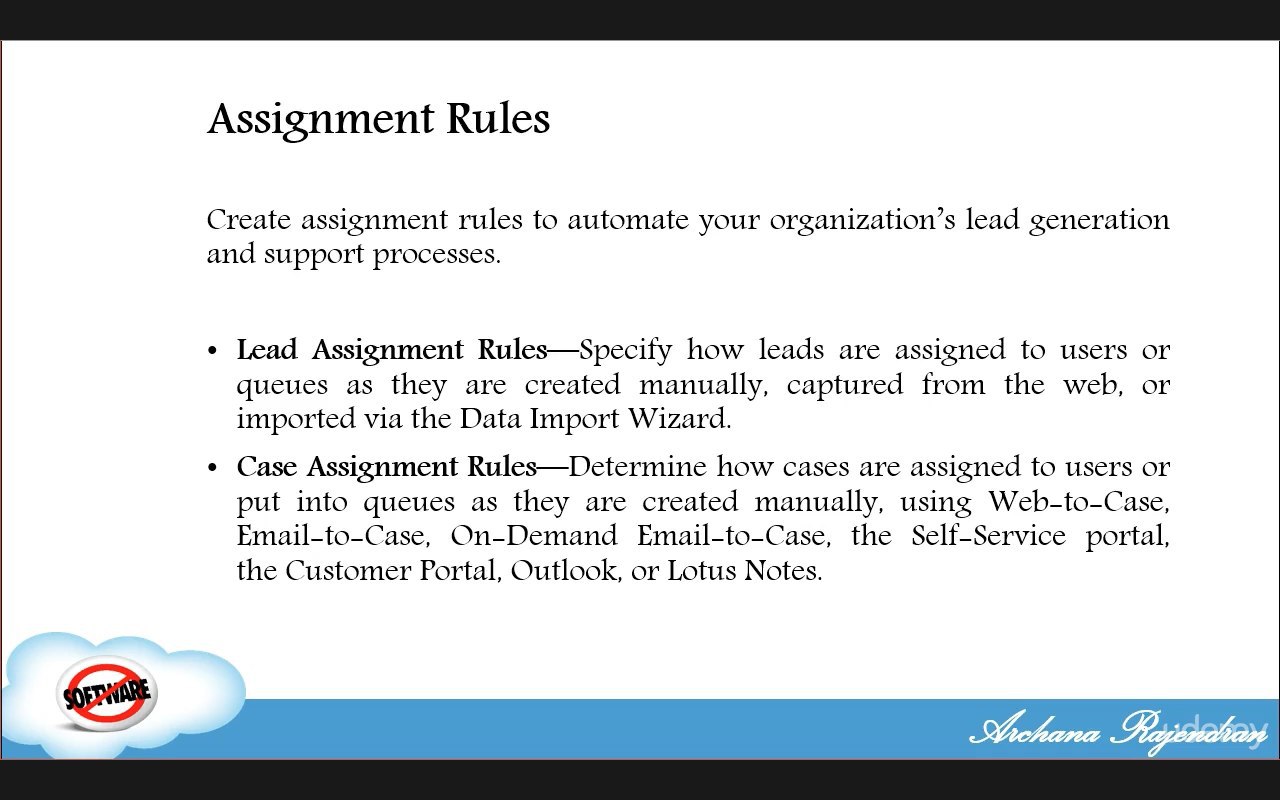 Assignment Rules
Create assignment rules to automate your organization’s lead generation
and support processes.
• Lead Assignment Rules—Specify how leads are assigned to users or
queues as they are created manually, captured from the web, or
imported via the Data Import Wizard.
• Case Assignment Rules—Determine how cases are assigned to users or
put into queues as they are created manually, using Web-to-Case,
Email-to-Case, On-Demand Email-to-Case, the Self-Service portal,
the Customer Portal, Outlook, or Lotus Notes.
SOFTWARE
Archana Rajendran
udemy